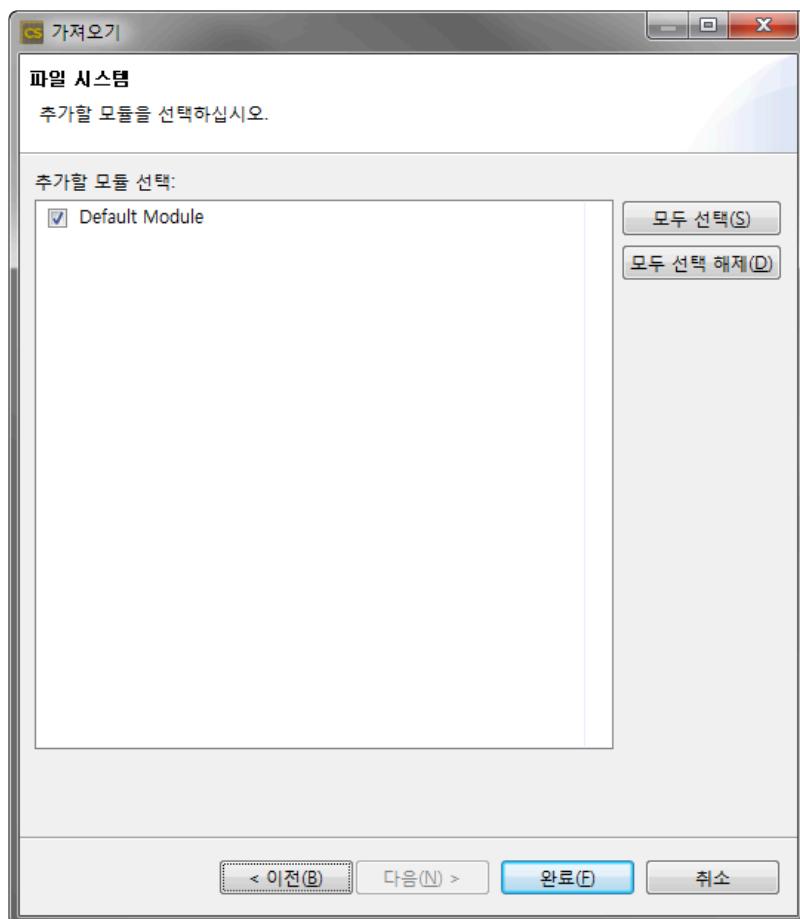 CS 가져오기
파일 시스템
추가할 모듈을 선택하십시오.
추가할 모듈 선택:
Default Module
모두 선택(S)
모두 선택 해제(D)
< 이전(B)
다음(N) >
완료(F)
취소